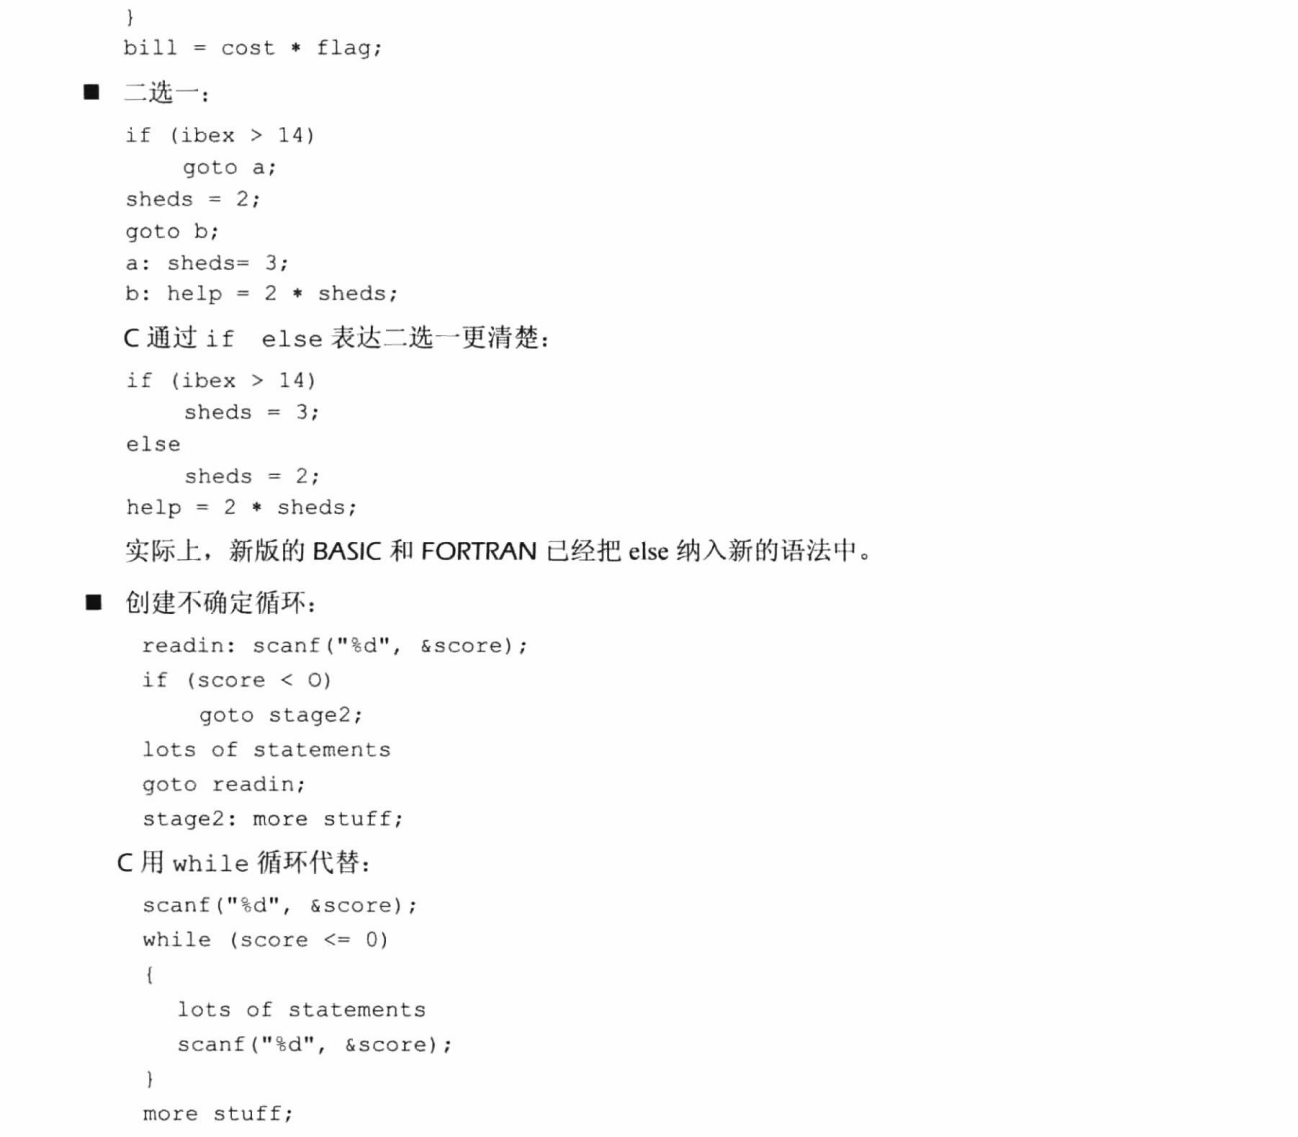 }
bill = cost * flag;
■ 二选一：
if (ibex > 14)
goto a;
sheds = 2;
goto b;
a: sheds= 3;
b: help = 2 * sheds;
C 通过 if else 表达二选一更清楚：
if (ibex > 14)
sheds = 3;
else
sheds = 2;
help = 2 * sheds;
实际上，新版的 BASIC 和 FORTRAN 已经把 else 纳入新的语法中。
■ 创建不确定循环：
readin: scanf("%d", &score);
if (score < O)
goto stage2;
lots of statements
goto readin;
stage2: more stuff;
C 用 while 循环代替：
scanf("%d", &score);
while (score <= 0)
{
lots of statements
scanf("%d", &score);
}
more stuff;